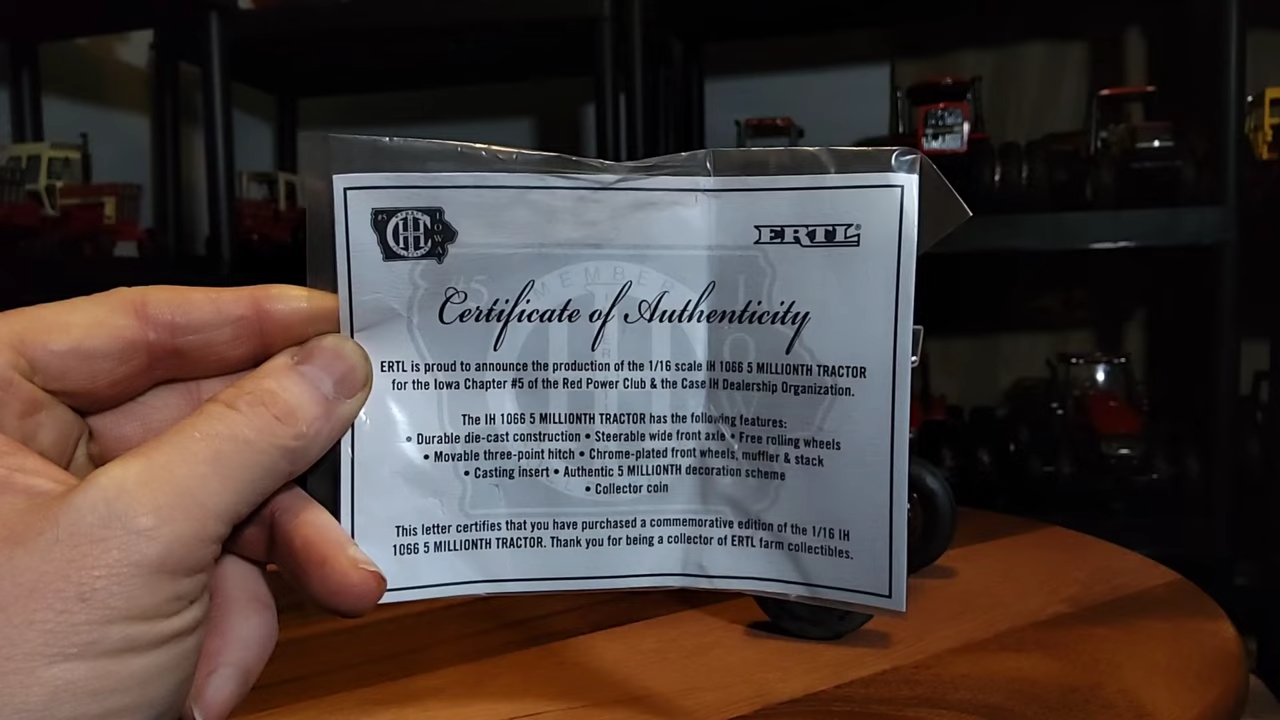 #5 IOWA
ERTL®
Certificate of Authenticity
ERTL is proud to announce the production of the 1/16 scale IH 1066 5 MILLIONTH TRACTOR
for the Iowa Chapter #5 of the Red Power Club & the Case IH Dealership Organization.
The IH 1066 5 MILLIONTH TRACTOR has the following features:
• Durable die-cast construction • Steerable wide front axle • Free rolling wheels
• Movable three-point hitch • Chrome-plated front wheels, muffler & stack
• Casting insert • Authentic 5 MILLIONTH decoration scheme
• Collector coin
This letter certifies that you have purchased a commemorative edition of the 1/16 IH
1066 5 MILLIONTH TRACTOR. Thank you for being a collector of ERTL farm collectibles.